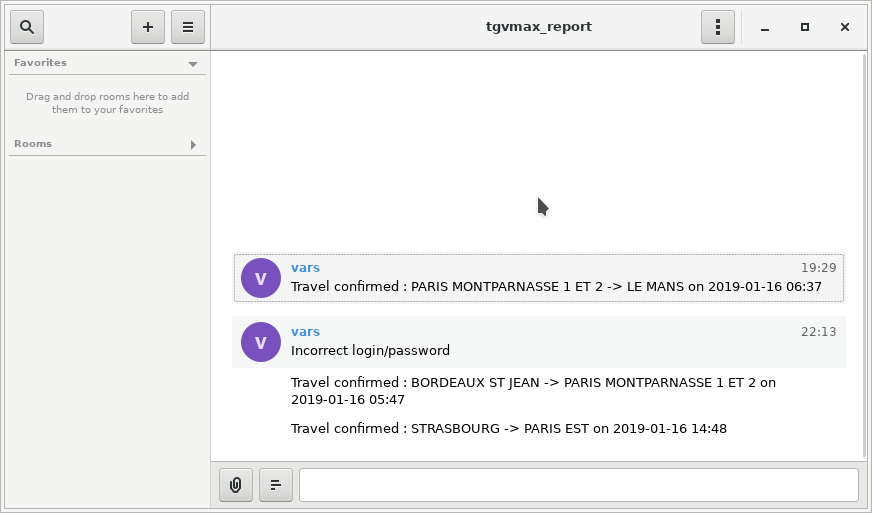 tgvmax_report
Favorites
Drag and drop rooms here to add
them to your favorites
Rooms
V
vars
19:29
Travel confirmed : PARIS MONTPARNASSE 1 ET 2 -> LE MANS on 2019-01-16 06:37
V
vars
22:13
Incorrect login/password
Travel confirmed : BORDEAUX ST JEAN -> PARIS MONTPARNASSE 1 ET 2 on
2019-01-16 05:47
Travel confirmed : STRASBOURG -> PARIS EST on 2019-01-16 14:48